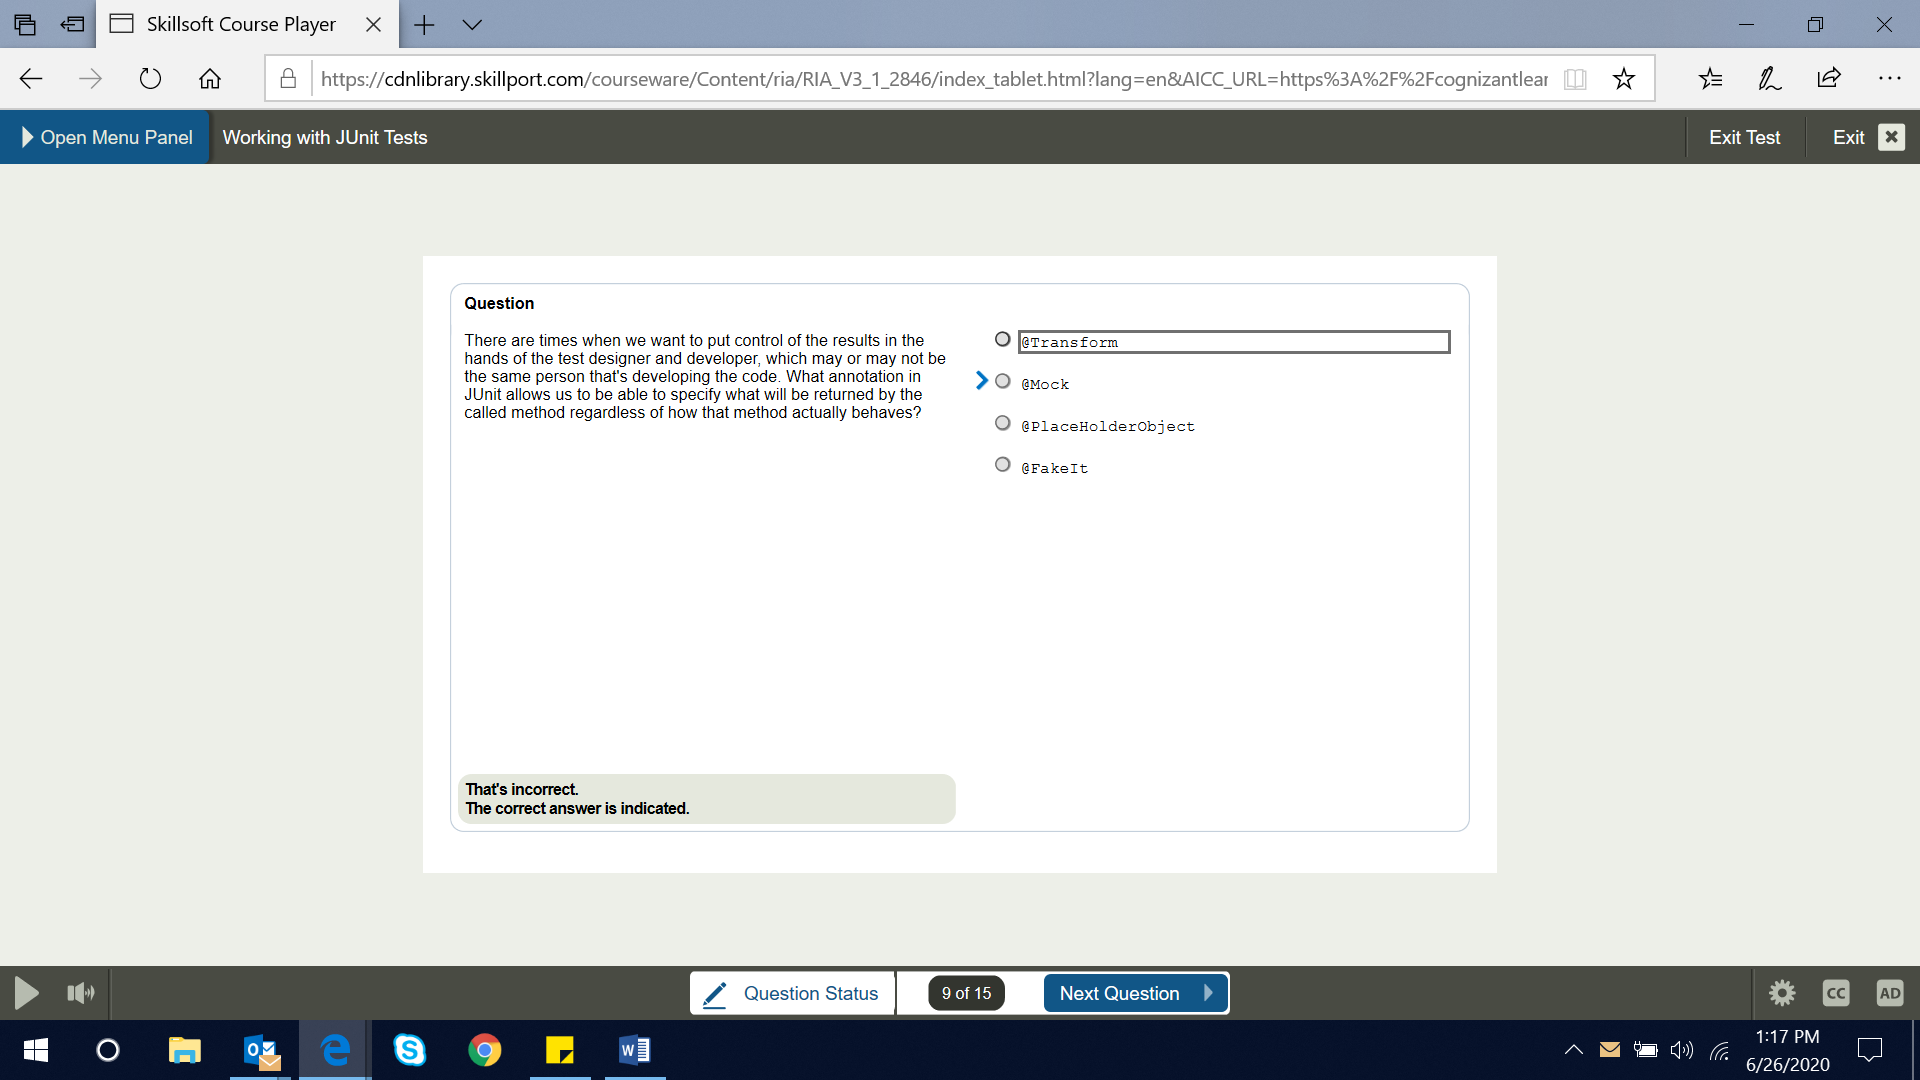 Skillsoft Course Player
https://cdnlibrary.skillport.com/courseware/Content/ria/RIA_V3_1_2846/index_tablet.html?lang=en&AICC_URL=https%3A%2F%2Fcognizantlear
Open Menu Panel
Working with JUnit Tests
Exit Test
Exit
Question
There are times when we want to put control of the results in the
hands of the test designer and developer, which may or may not be
the same person that's developing the code. What annotation in
JUnit allows us to be able to specify what will be returned by the
called method regardless of how that method actually behaves?
@Transform
@Mock
@PlaceHolderObject
@FakeIt
That's incorrect.
The correct answer is indicated.
Question Status
9 of 15
Next Question
CC
AD
1:17 PM
6/26/2020